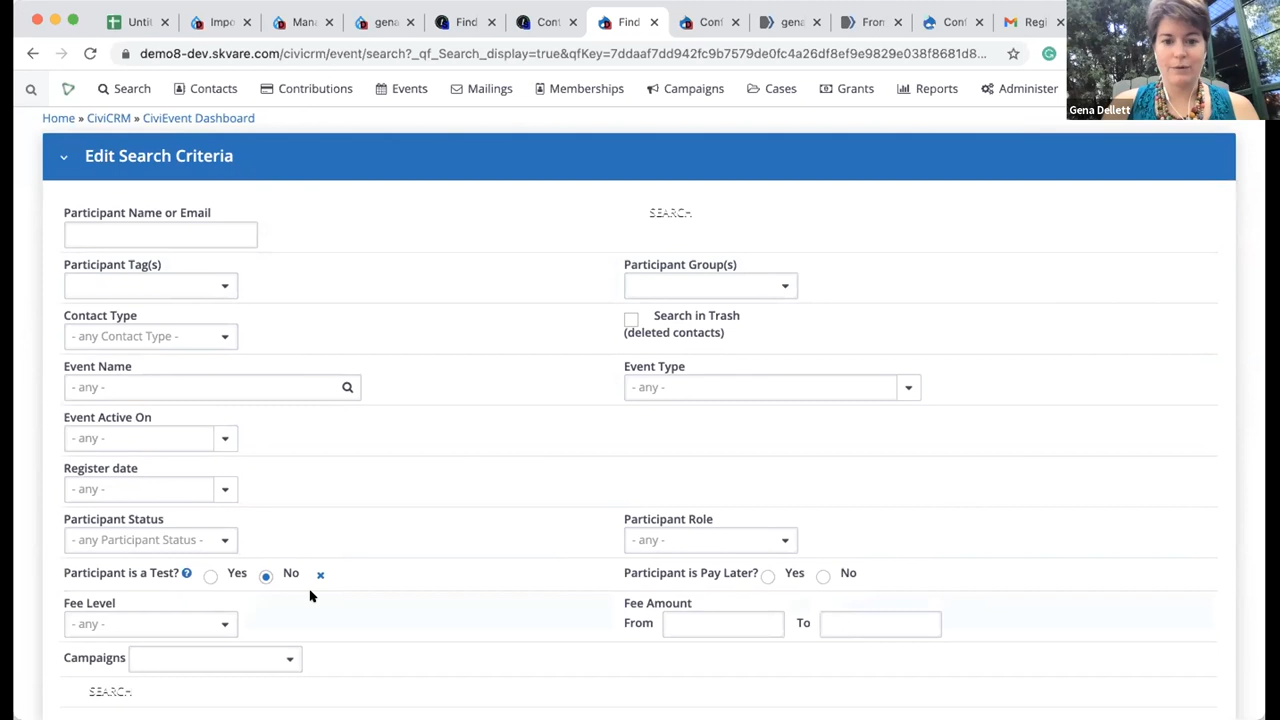 Untit
Impo
Mana
gena
Find
Cont
Find
Conf
gena
Fron
Conf
Regi
demo8-dev.skvare.com/civicrm/event/search?_qf_Search_display=true&qfKey=7ddaaf7dd942fc9b7579de0fc4a26df8ef9e9829e038f8681d8...
Search
Contacts
Contributions
Events
Mailings
Memberships
Campaigns
Cases
Grants
Reports
Administer
Gena Dellett
Home » CiviCRM » CiviEvent Dashboard
Edit Search Criteria
Participant Name or Email
SEARCH
Participant Tag(s)
Participant Group(s)
Contact Type
- any Contact Type -
Search in Trash
(deleted contacts)
Event Name
- any -
Event Type
- any -
Event Active On
- any -
Register date
- any -
Participant Status
- any Participant Status -
Participant Role
- any -
Participant is a Test? ? Yes No ×
Participant is Pay Later? Yes No
Fee Level
- any -
Fee Amount
From To
Campaigns
SEARCH